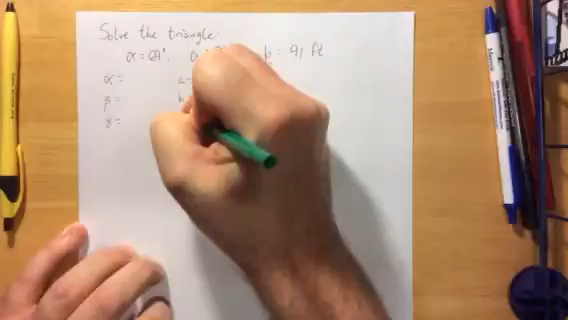 Solve the triangle:
α = 69°, b = 91 ft
α = a =
β = b
γ =